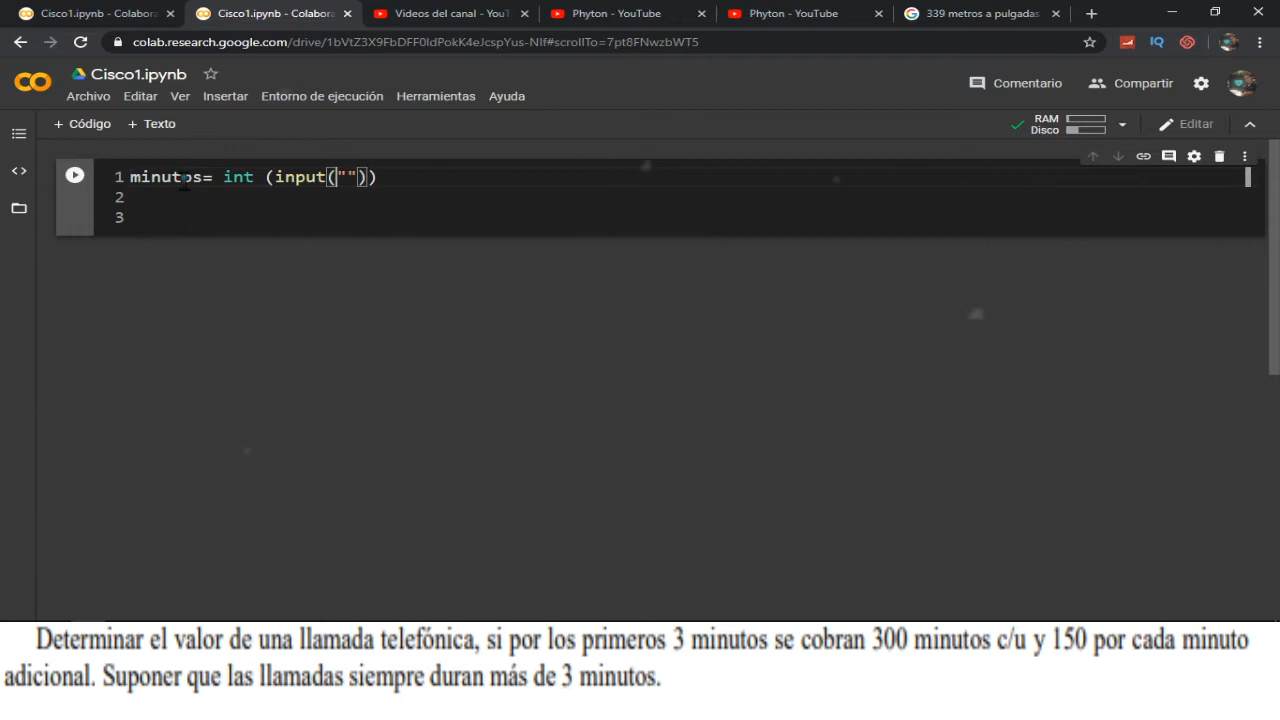 Cisco1.ipynb - Colabora
Cisco1.ipynb - Colabora
Videos del canal - YouT
Phyton - YouTube
Phyton - YouTube
339 metros a pulgadas
colab.research.google.com/drive/1bVtZ3X9FbDFF0IdPokK4eJcspYus-NIf#scrollTo=7pt8FNwzbWT5
Cisco1.ipynb
Comentario
Compartir
Archivo Editar Ver Insertar Entorno de ejecución Herramientas Ayuda
+ Código + Texto
RAM
Disco
Editar
1 minutos= int (input(""))
2
3
Determinar el valor de una llamada telefónica, si por los primeros 3 minutos se cobran 300 minutos c/u y 150 por cada minuto
adicional. Suponer que las llamadas siempre duran más de 3 minutos.